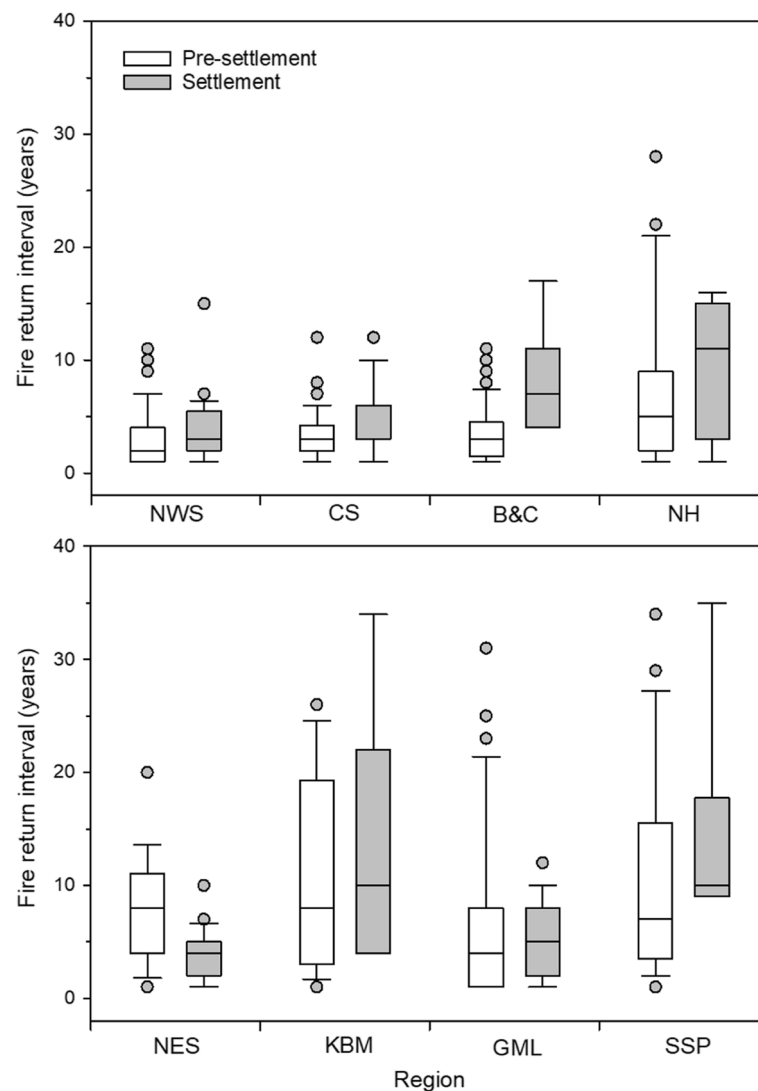 40
Pre-settlement
Settlement
30
20
10
0
Fire return interval (years)
NWS CS B&C NH
40
30
20
10
0
Fire return interval (years)
NES KBM GML SSP
Region